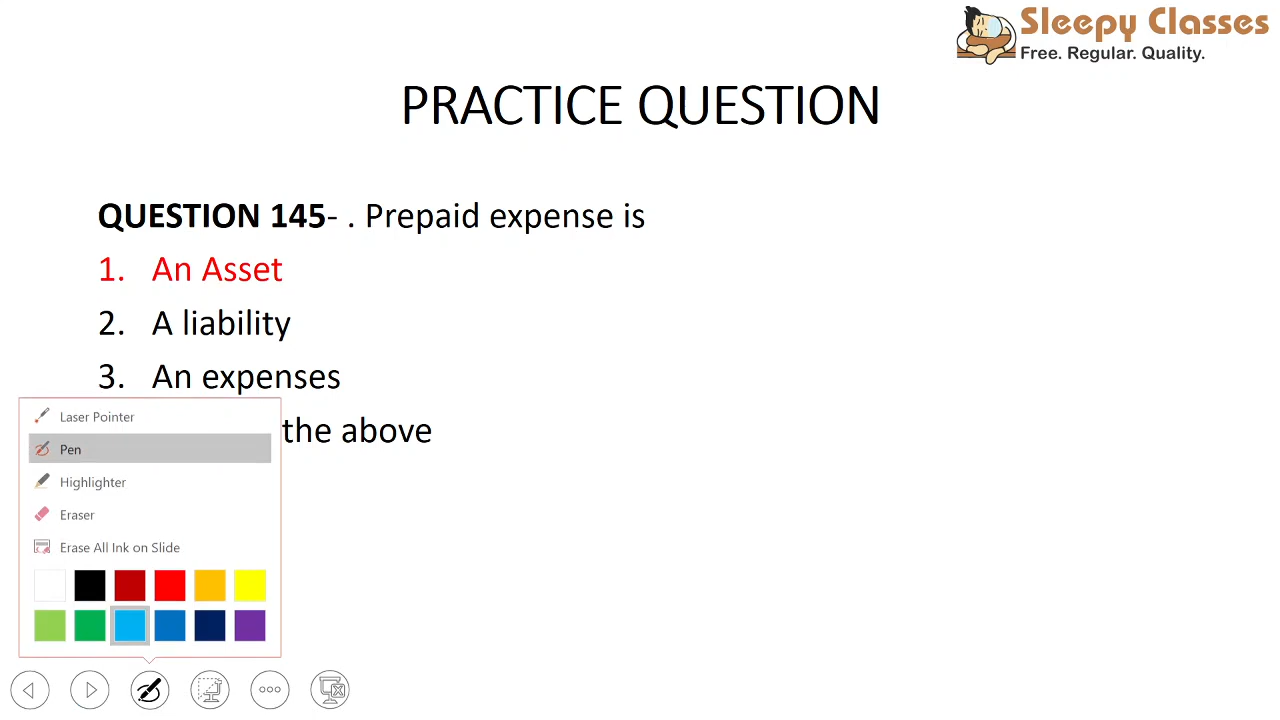 Sleepy Classes
Free. Regular. Quality.
PRACTICE QUESTION
QUESTION 145- . Prepaid expense is
1. An Asset
2. A liability
3. An expenses
the above
Laser Pointer
Pen
Highlighter
Eraser
Erase All Ink on Slide